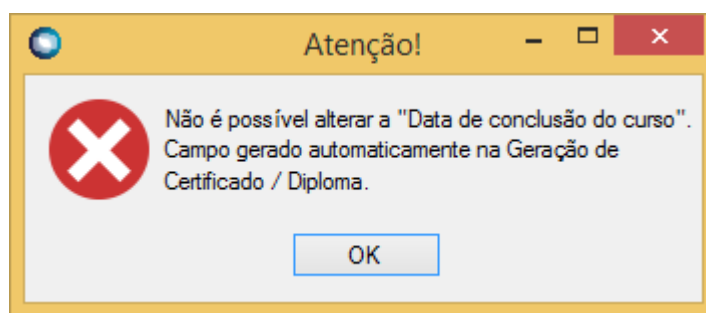 Atenção!
Não é possível alterar a "Data de conclusão do curso".
Campo gerado automaticamente na Geração de
Certificado / Diploma.
OK